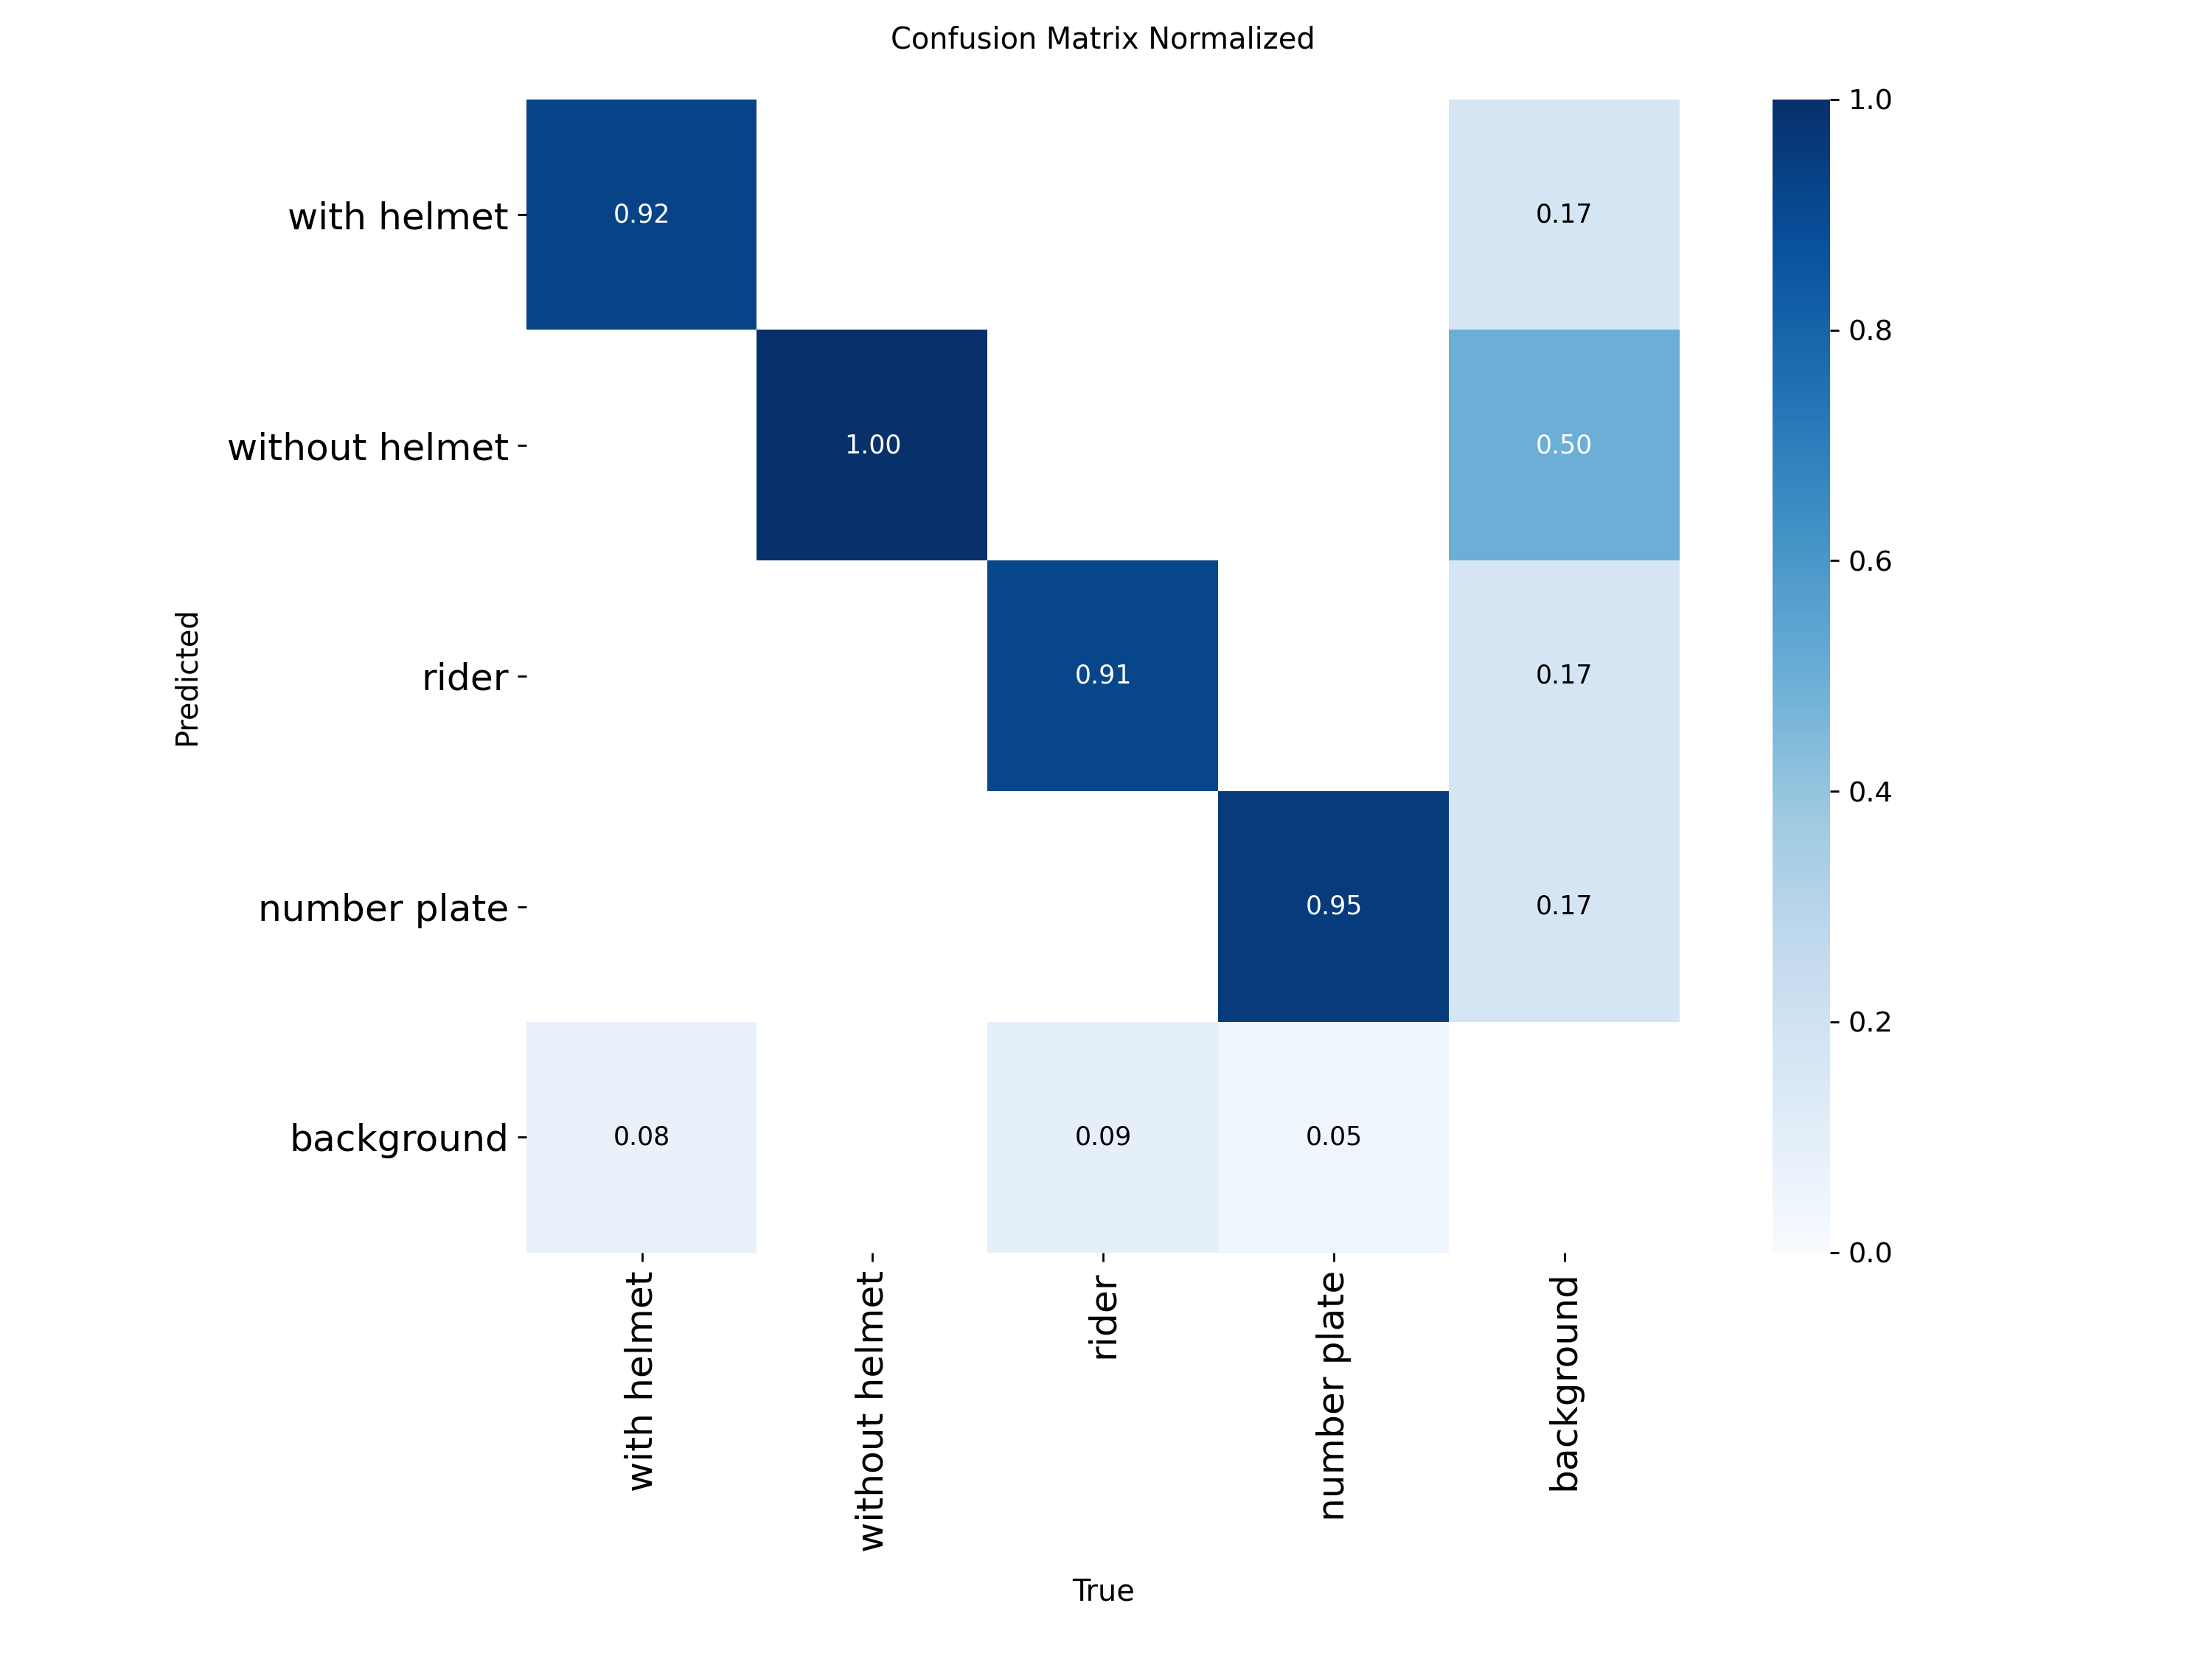 Confusion Matrix Normalized
with helmet
0.92
0.17
without helmet
1.00
0.50
rider
0.91
0.17
number plate
0.95
0.17
background
0.08
0.09
0.05
Predicted
with helmet
without helmet
rider
number plate
background
True
1.0
0.8
0.6
0.4
0.2
0.0